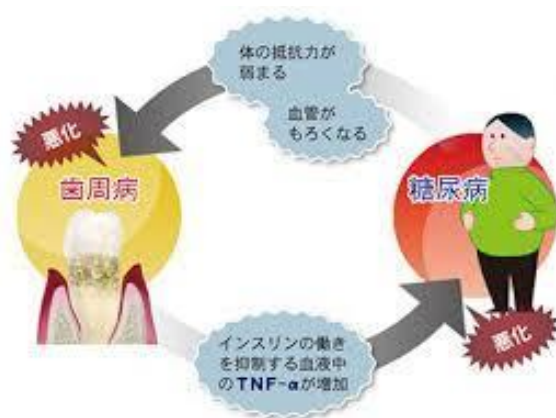 体の抵抗力が
弱まる
血管が
もろくなる
悪化
歯周病
糖尿病
悪化
インスリンの働き
を抑制する血液中
のTNF-αが増加